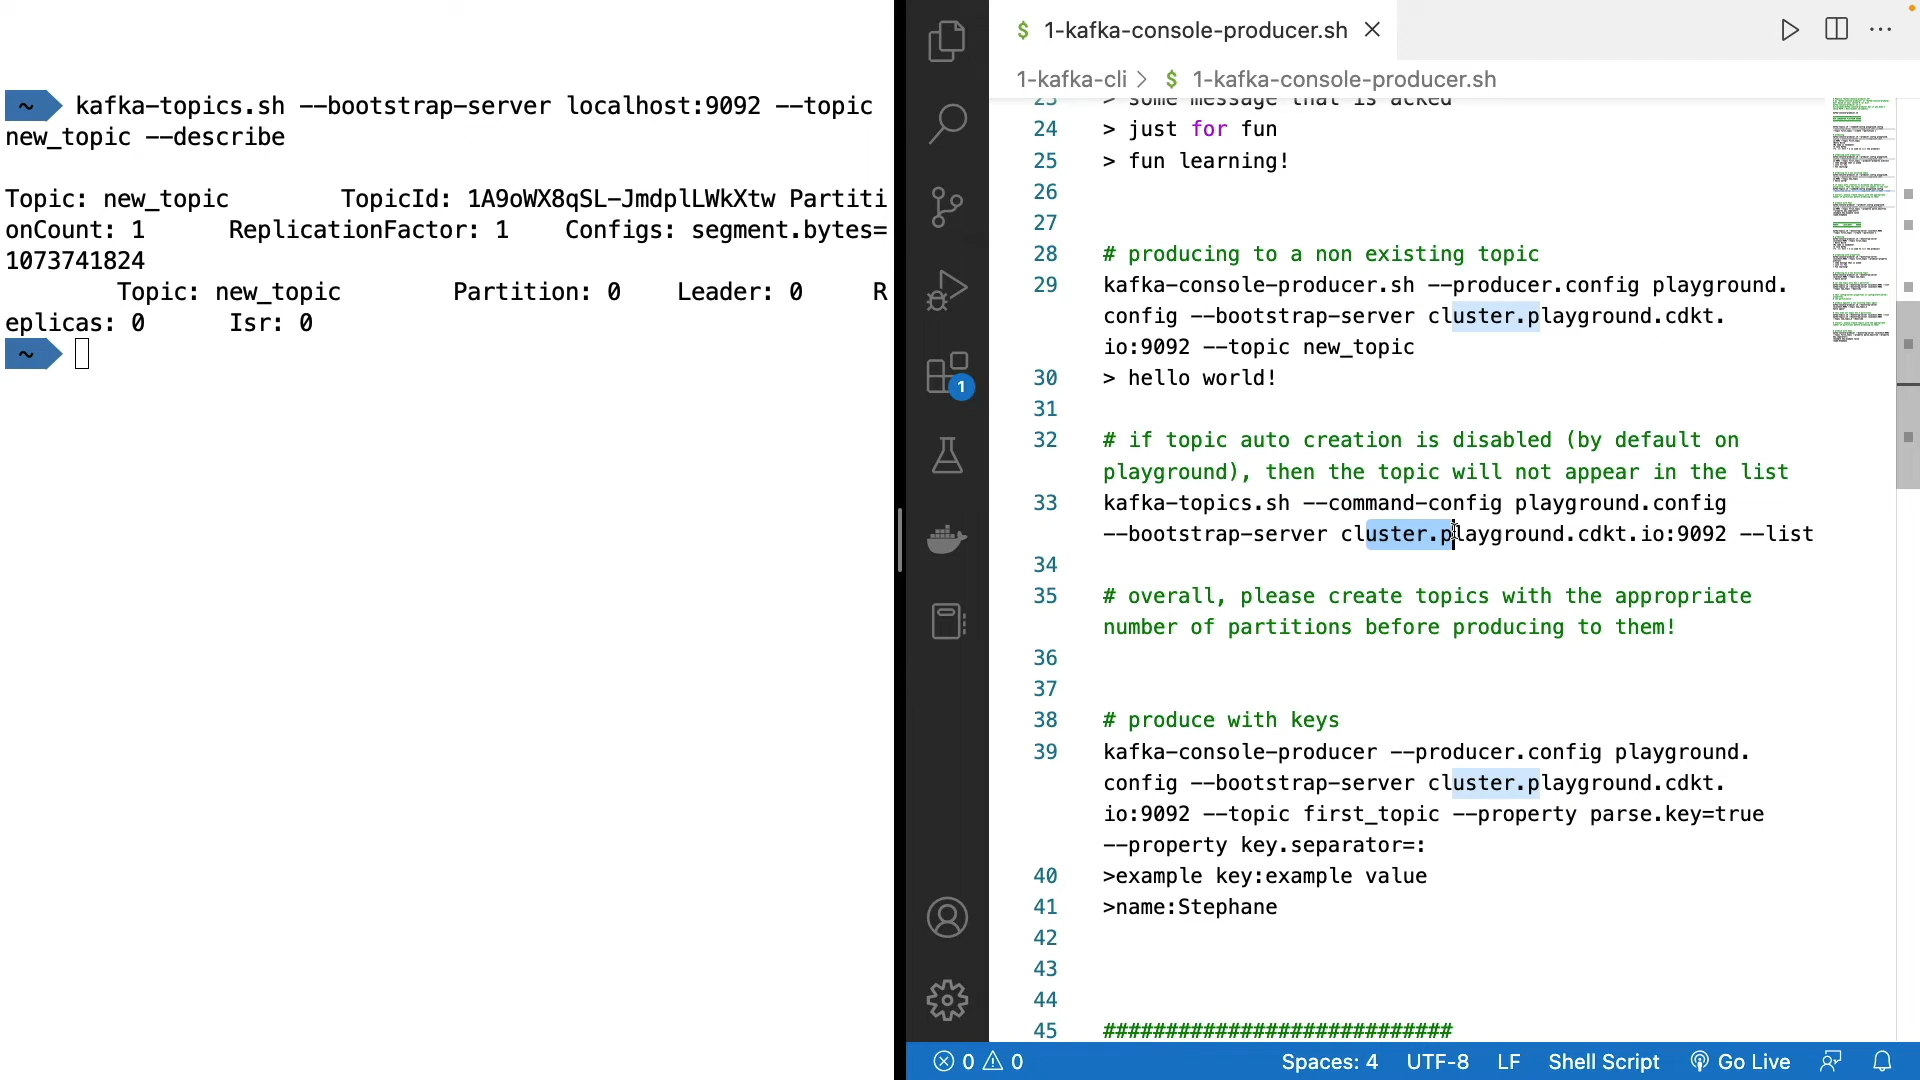 ~ kafka-topics.sh --bootstrap-server localhost:9092 --topic
new_topic --describe
Topic: new_topic TopicId: 1A9oWX8qSL-JmdplLWkXtw Partiti
onCount: 1 ReplicationFactor: 1 Configs: segment.bytes=
1073741824
Topic: new_topic Partition: 0 Leader: 0 R
eplicas: 0 Isr: 0
~
1
$ 1-kafka-console-producer.sh
1-kafka-cli > $ 1-kafka-console-producer.sh
23 > some message that is acked
24 > just for fun
25 > fun learning!
26
27
28 # producing to a non existing topic
29 kafka-console-producer.sh --producer.config playground.
config --bootstrap-server cluster.playground.cdkt.
io:9092 --topic new_topic
30 > hello world!
31
32 # if topic auto creation is disabled (by default on
playground), then the topic will not appear in the list
33 kafka-topics.sh --command-config playground.config
--bootstrap-server cluster.playground.cdkt.io:9092 --list
34
35 # overall, please create topics with the appropriate
number of partitions before producing to them!
36
37
38 # produce with keys
39 kafka-console-producer --producer.config playground.
config --bootstrap-server cluster.playground.cdkt.
io:9092 --topic first_topic --property parse.key=true
--property key.separator=:
40 >example key:example value
41 >name:Stephane
42
43
44
45 ############################
0 0 Spaces: 4 UTF-8 LF Shell Script Go Live